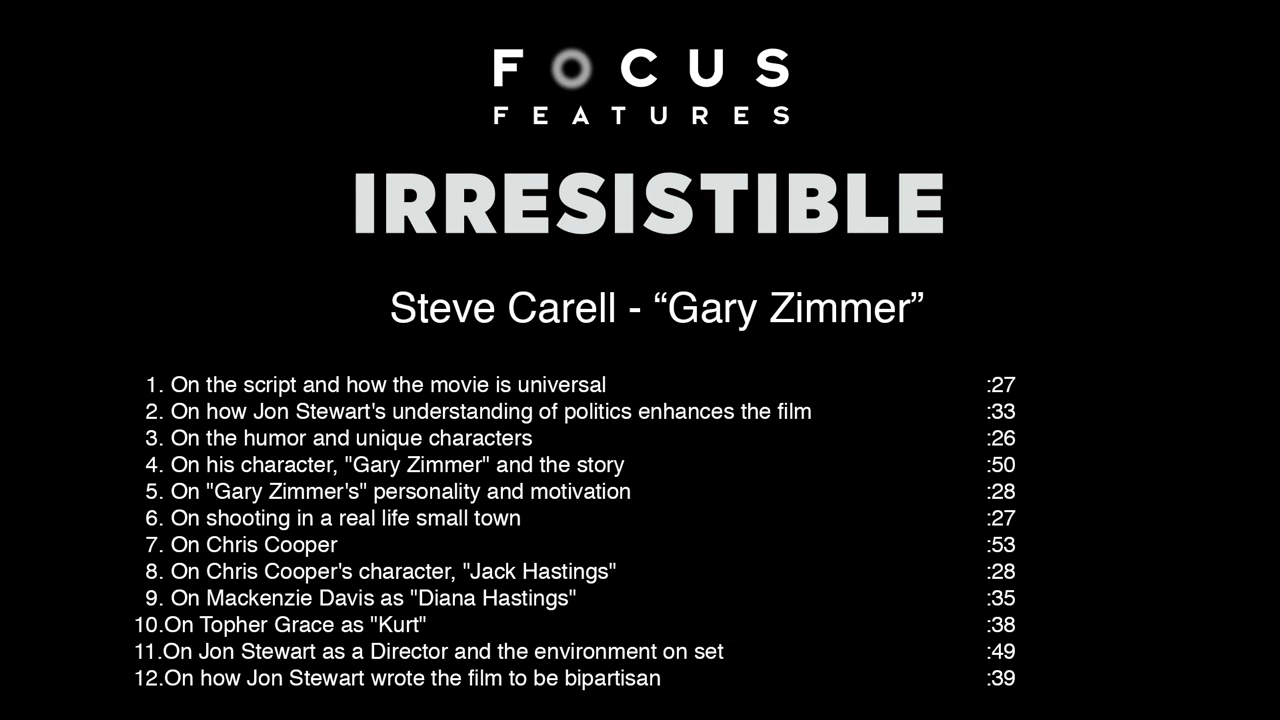 FOCUS
FEATURES
IRRESISTIBLE
Steve Carell - “Gary Zimmer”
1. On the script and how the movie is universal :27
2. On how Jon Stewart's understanding of politics enhances the film :33
3. On the humor and unique characters :26
4. On his character, "Gary Zimmer" and the story :50
5. On "Gary Zimmer's" personality and motivation :28
6. On shooting in a real life small town :27
7. On Chris Cooper :53
8. On Chris Cooper's character, "Jack Hastings" :28
9. On Mackenzie Davis as "Diana Hastings" :35
10.On Topher Grace as "Kurt" :38
11.On Jon Stewart as a Director and the environment on set :49
12.On how Jon Stewart wrote the film to be bipartisan :39